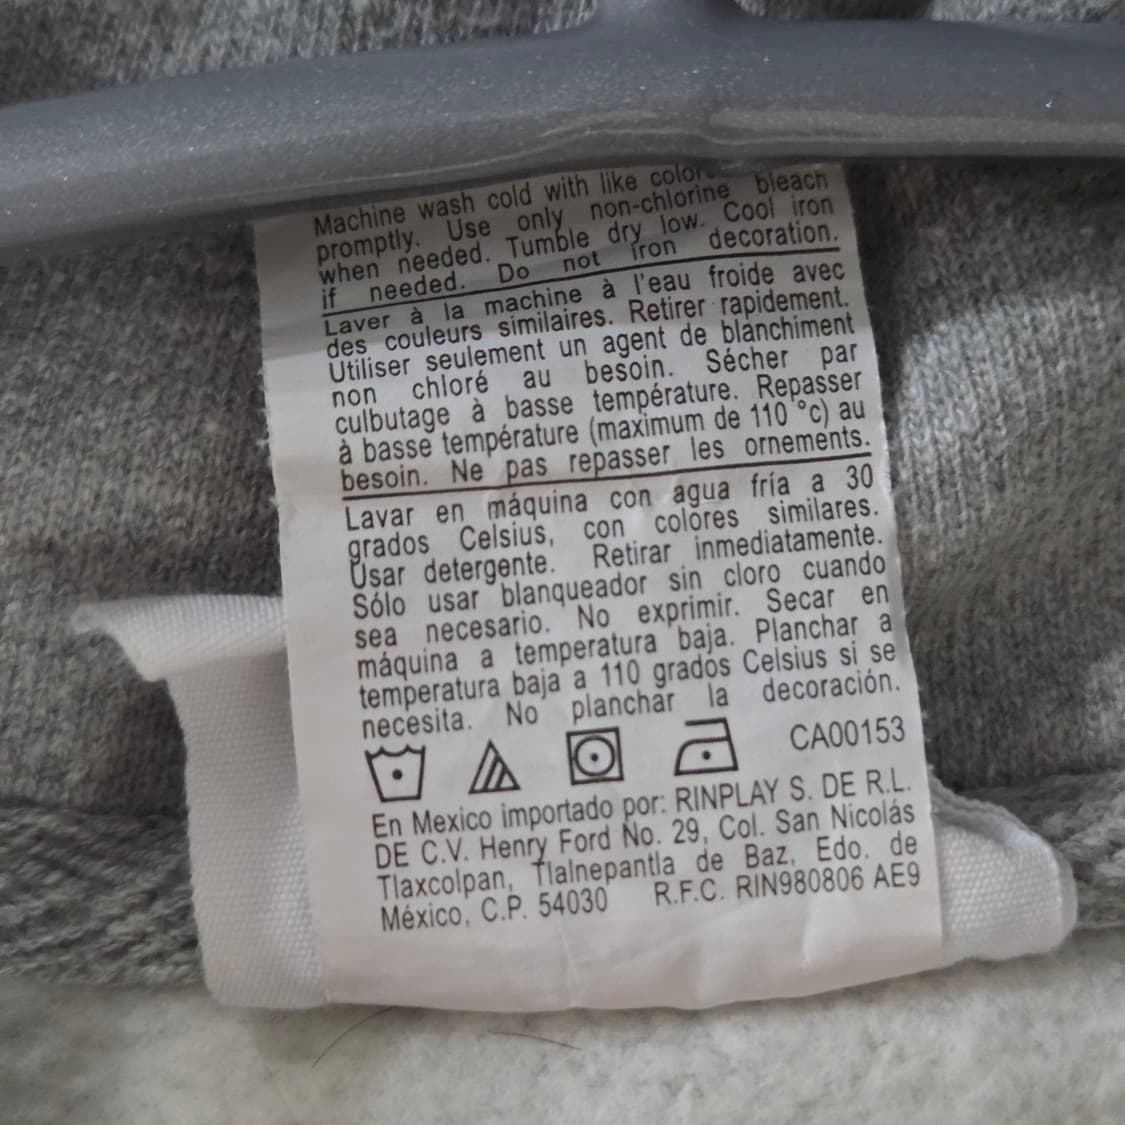 Machine wash cold with like color
promptly. Use only non-chlorine bleach
when needed. Tumble dry low. Cool iron
if needed. Do not iron decoration.
Laver à la machine à l'eau froide avec
des couleurs similaires. Retirer rapidement.
Utiliser seulement un agent de blanchiment
non chloré au besoin. Sécher par
culbutage à basse température. Repasser
à basse température (maximum de 110 °c) au
besoin. Ne pas repasser les ornements.
Lavar en máquina con agua fría a 30
grados Celsius, con colores similares.
Usar detergente. Retirar inmediatamente.
Sólo usar blanqueador sin cloro cuando
sea necesario. No exprimir. Secar en
máquina a temperatura baja. Planchar a
temperatura baja a 110 grados Celsius si se
necesita. No planchar la decoración.
CA00153
En Mexico importado por: RINPLAY S. DE R.L.
DE C.V. Henry Ford No. 29, Col. San Nicolás
Tlaxcolpan, Tlalnepantla de Baz, Edo. de
México, C.P. 54030 R.F.C. RIN980806 AE9